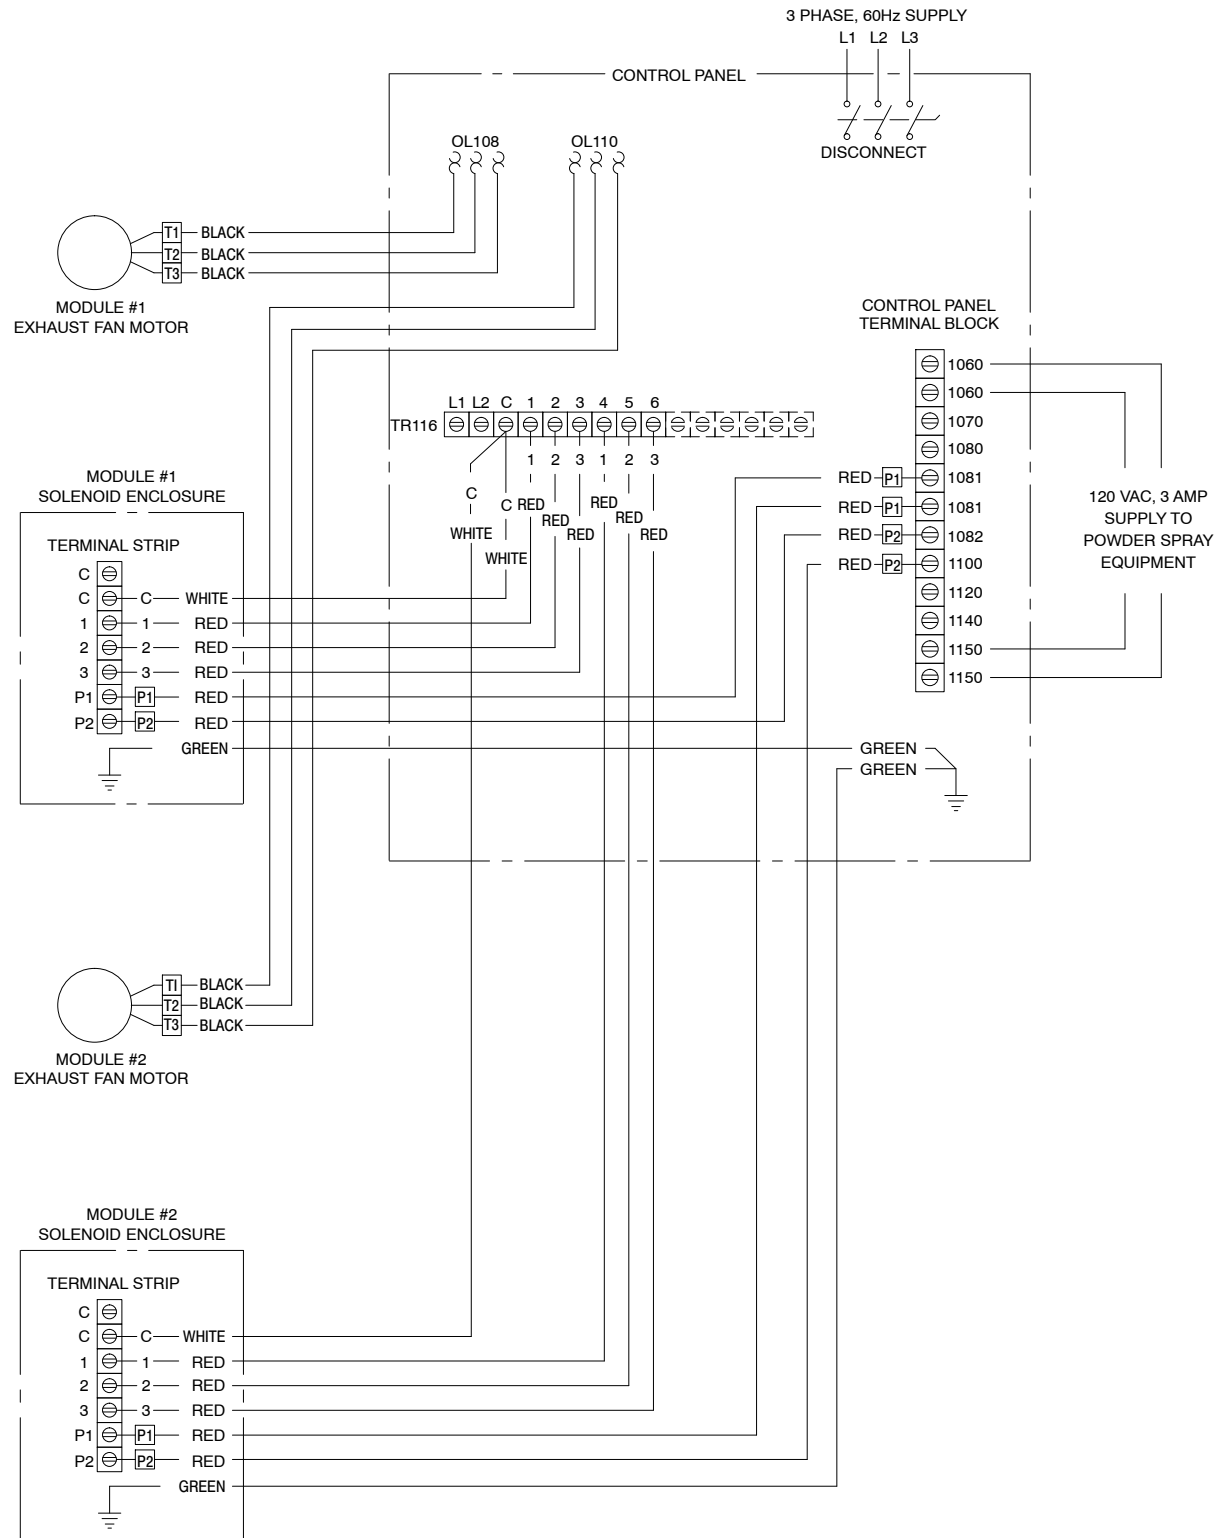 3 PHASE, 60Hz SUPPLY
L1 L2 L3
CONTROL PANEL
DISCONNECT
OL108 OL110
T1 BLACK
T2 BLACK
T3 BLACK
MODULE #1
EXHAUST FAN MOTOR
CONTROL PANEL
TERMINAL BLOCK
1060
1060
1070
1080
RED P1 1081
RED P1 1081
RED P2 1082
RED P2 1100
1120
1140
1150
1150
120 VAC, 3 AMP
SUPPLY TO
POWDER SPRAY
EQUIPMENT
L1 L2 C 1 2 3 4 5 6
TR116
1 2 3 1 2 3
C C RED RED RED RED RED RED
WHITE
WHITE
MODULE #1
SOLENOID ENCLOSURE
TERMINAL STRIP
C
C C WHITE
1 1 RED
2 2 RED
3 3 RED
P1 P1 RED
P2 P2 RED
GREEN
GREEN
GREEN
TI BLACK
T2 BLACK
T3 BLACK
MODULE #2
EXHAUST FAN MOTOR
MODULE #2
SOLENOID ENCLOSURE
TERMINAL STRIP
C
C C WHITE
1 1 RED
2 2 RED
3 3 RED
P1 P1 RED
P2 P2 RED
GREEN